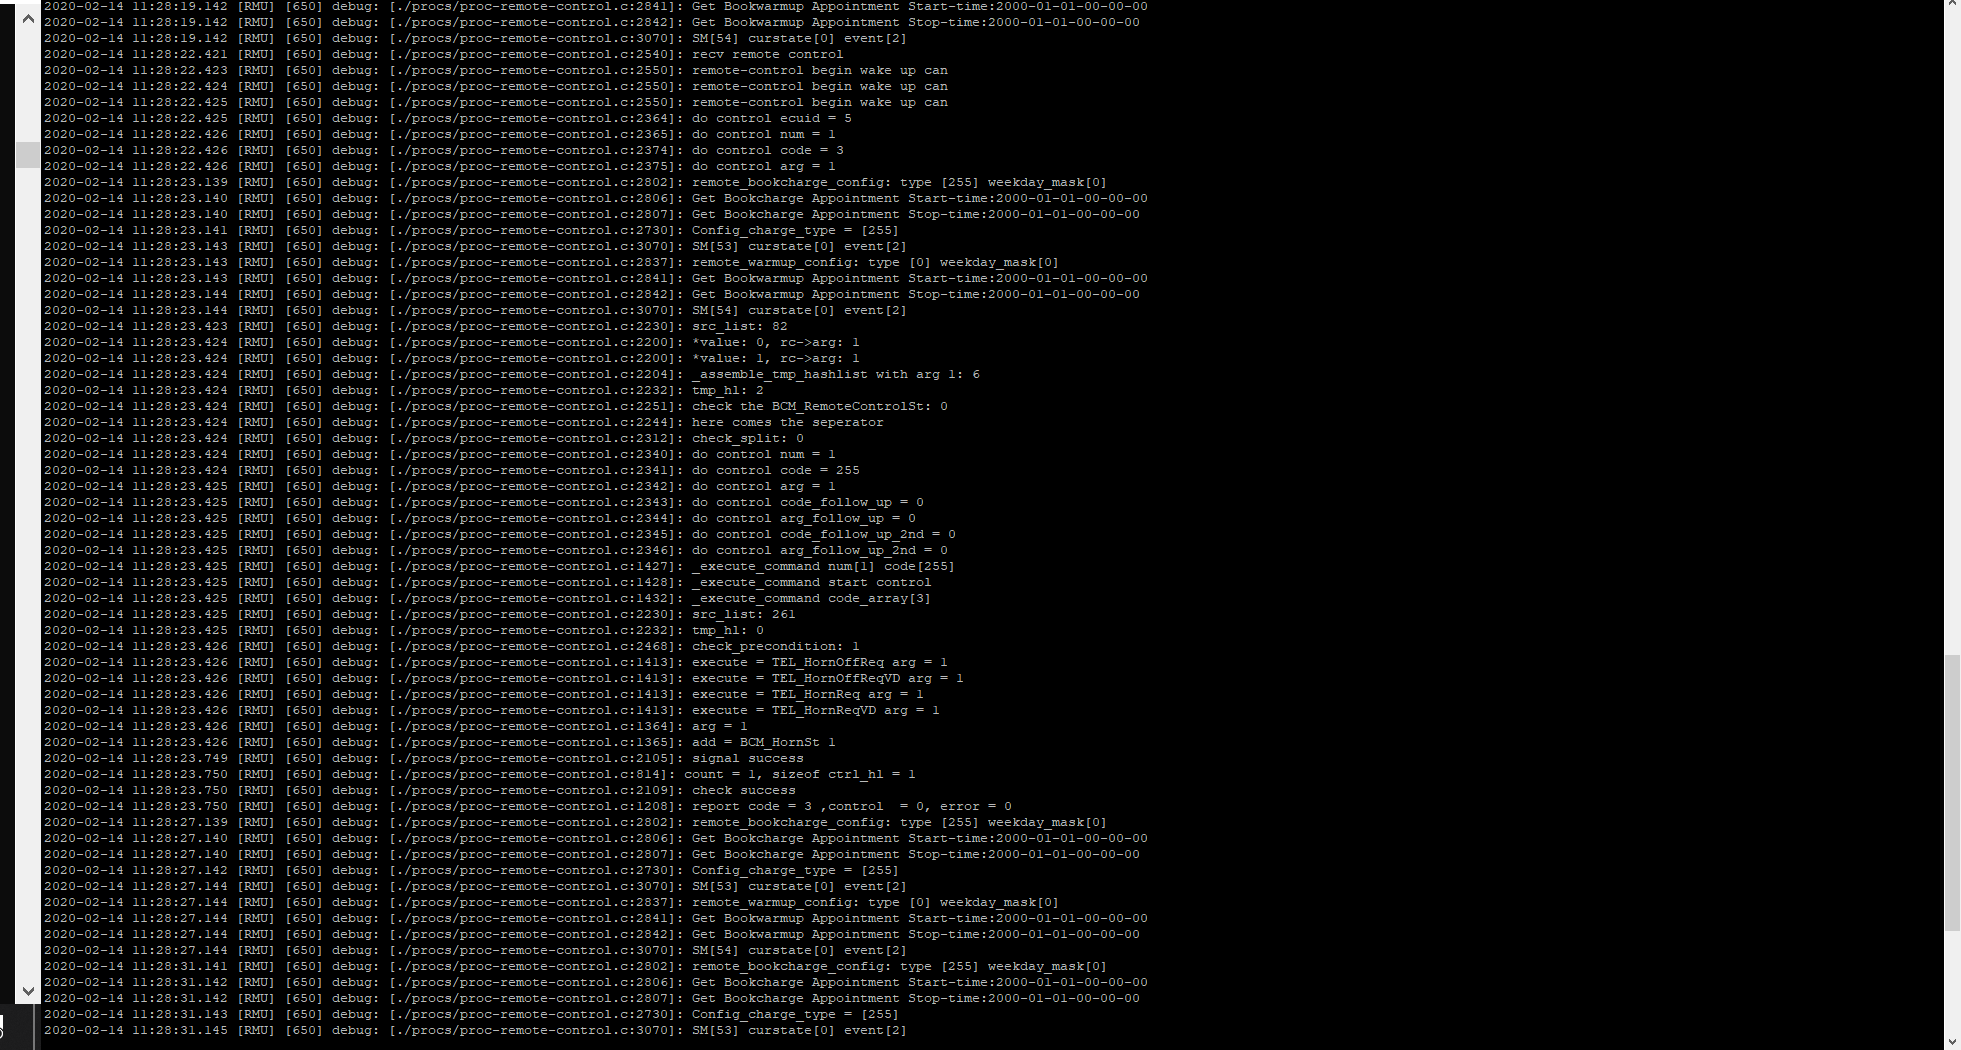 2020-02-14 11:28:19.142 [RMU] [650] debug: [./procs/proc-remote-control.c:2841]: Get Bookwarmup Appointment Start-time:2000-01-01-00-00-00
2020-02-14 11:28:19.142 [RMU] [650] debug: [./procs/proc-remote-control.c:2842]: Get Bookwarmup Appointment Stop-time:2000-01-01-00-00-00
2020-02-14 11:28:19.142 [RMU] [650] debug: [./procs/proc-remote-control.c:3070]: SM[54] curstate[0] event[2]
2020-02-14 11:28:22.421 [RMU] [650] debug: [./procs/proc-remote-control.c:2540]: recv remote control
2020-02-14 11:28:22.423 [RMU] [650] debug: [./procs/proc-remote-control.c:2550]: remote-control begin wake up can
2020-02-14 11:28:22.424 [RMU] [650] debug: [./procs/proc-remote-control.c:2550]: remote-control begin wake up can
2020-02-14 11:28:22.425 [RMU] [650] debug: [./procs/proc-remote-control.c:2550]: remote-control begin wake up can
2020-02-14 11:28:22.425 [RMU] [650] debug: [./procs/proc-remote-control.c:2364]: do control ecuid = 5
2020-02-14 11:28:22.426 [RMU] [650] debug: [./procs/proc-remote-control.c:2365]: do control num = 1
2020-02-14 11:28:22.426 [RMU] [650] debug: [./procs/proc-remote-control.c:2374]: do control code = 3
2020-02-14 11:28:22.426 [RMU] [650] debug: [./procs/proc-remote-control.c:2375]: do control arg = 1
2020-02-14 11:28:23.139 [RMU] [650] debug: [./procs/proc-remote-control.c:2802]: remote_bookcharge_config: type [255] weekday_mask[0]
2020-02-14 11:28:23.140 [RMU] [650] debug: [./procs/proc-remote-control.c:2806]: Get Bookcharge Appointment Start-time:2000-01-01-00-00-00
2020-02-14 11:28:23.140 [RMU] [650] debug: [./procs/proc-remote-control.c:2807]: Get Bookcharge Appointment Stop-time:2000-01-01-00-00-00
2020-02-14 11:28:23.141 [RMU] [650] debug: [./procs/proc-remote-control.c:2730]: Config_charge_type = [255]
2020-02-14 11:28:23.143 [RMU] [650] debug: [./procs/proc-remote-control.c:3070]: SM[53] curstate[0] event[2]
2020-02-14 11:28:23.143 [RMU] [650] debug: [./procs/proc-remote-control.c:2837]: remote_warmup_config: type [0] weekday_mask[0]
2020-02-14 11:28:23.143 [RMU] [650] debug: [./procs/proc-remote-control.c:2841]: Get Bookwarmup Appointment Start-time:2000-01-01-00-00-00
2020-02-14 11:28:23.144 [RMU] [650] debug: [./procs/proc-remote-control.c:2842]: Get Bookwarmup Appointment Stop-time:2000-01-01-00-00-00
2020-02-14 11:28:23.144 [RMU] [650] debug: [./procs/proc-remote-control.c:3070]: SM[54] curstate[0] event[2]
2020-02-14 11:28:23.423 [RMU] [650] debug: [./procs/proc-remote-control.c:2230]: src_list: 82
2020-02-14 11:28:23.424 [RMU] [650] debug: [./procs/proc-remote-control.c:2200]: *value: 0, rc->arg: 1
2020-02-14 11:28:23.424 [RMU] [650] debug: [./procs/proc-remote-control.c:2200]: *value: 1, rc->arg: 1
2020-02-14 11:28:23.424 [RMU] [650] debug: [./procs/proc-remote-control.c:2204]: _assemble_tmp_hashlist with arg 1: 6
2020-02-14 11:28:23.424 [RMU] [650] debug: [./procs/proc-remote-control.c:2232]: tmp_hl: 2
2020-02-14 11:28:23.424 [RMU] [650] debug: [./procs/proc-remote-control.c:2251]: check the BCM_RemoteControlSt: 0
2020-02-14 11:28:23.424 [RMU] [650] debug: [./procs/proc-remote-control.c:2244]: here comes the seperator
2020-02-14 11:28:23.424 [RMU] [650] debug: [./procs/proc-remote-control.c:2312]: check_split: 0
2020-02-14 11:28:23.424 [RMU] [650] debug: [./procs/proc-remote-control.c:2340]: do control num = 1
2020-02-14 11:28:23.424 [RMU] [650] debug: [./procs/proc-remote-control.c:2341]: do control code = 255
2020-02-14 11:28:23.425 [RMU] [650] debug: [./procs/proc-remote-control.c:2342]: do control arg = 1
2020-02-14 11:28:23.425 [RMU] [650] debug: [./procs/proc-remote-control.c:2343]: do control code_follow_up = 0
2020-02-14 11:28:23.425 [RMU] [650] debug: [./procs/proc-remote-control.c:2344]: do control arg_follow_up = 0
2020-02-14 11:28:23.425 [RMU] [650] debug: [./procs/proc-remote-control.c:2345]: do control code_follow_up_2nd = 0
2020-02-14 11:28:23.425 [RMU] [650] debug: [./procs/proc-remote-control.c:2346]: do control arg_follow_up_2nd = 0
2020-02-14 11:28:23.425 [RMU] [650] debug: [./procs/proc-remote-control.c:1427]: _execute_command num[1] code[255]
2020-02-14 11:28:23.425 [RMU] [650] debug: [./procs/proc-remote-control.c:1428]: _execute_command start control
2020-02-14 11:28:23.425 [RMU] [650] debug: [./procs/proc-remote-control.c:1432]: _execute_command code_array[3]
2020-02-14 11:28:23.425 [RMU] [650] debug: [./procs/proc-remote-control.c:2230]: src_list: 261
2020-02-14 11:28:23.425 [RMU] [650] debug: [./procs/proc-remote-control.c:2232]: tmp_hl: 0
2020-02-14 11:28:23.426 [RMU] [650] debug: [./procs/proc-remote-control.c:2468]: check_precondition: 1
2020-02-14 11:28:23.426 [RMU] [650] debug: [./procs/proc-remote-control.c:1413]: execute = TEL_HornOffReq arg = 1
2020-02-14 11:28:23.426 [RMU] [650] debug: [./procs/proc-remote-control.c:1413]: execute = TEL_HornOffReqVD arg = 1
2020-02-14 11:28:23.426 [RMU] [650] debug: [./procs/proc-remote-control.c:1413]: execute = TEL_HornReq arg = 1
2020-02-14 11:28:23.426 [RMU] [650] debug: [./procs/proc-remote-control.c:1413]: execute = TEL_HornReqVD arg = 1
2020-02-14 11:28:23.426 [RMU] [650] debug: [./procs/proc-remote-control.c:1364]: arg = 1
2020-02-14 11:28:23.426 [RMU] [650] debug: [./procs/proc-remote-control.c:1365]: add = BCM_HornSt 1
2020-02-14 11:28:23.749 [RMU] [650] debug: [./procs/proc-remote-control.c:2105]: signal success
2020-02-14 11:28:23.750 [RMU] [650] debug: [./procs/proc-remote-control.c:814]: count = 1, sizeof ctrl_hl = 1
2020-02-14 11:28:23.750 [RMU] [650] debug: [./procs/proc-remote-control.c:2109]: check success
2020-02-14 11:28:23.750 [RMU] [650] debug: [./procs/proc-remote-control.c:1208]: report code = 3 ,control  = 0, error = 0
2020-02-14 11:28:27.139 [RMU] [650] debug: [./procs/proc-remote-control.c:2802]: remote_bookcharge_config: type [255] weekday_mask[0]
2020-02-14 11:28:27.140 [RMU] [650] debug: [./procs/proc-remote-control.c:2806]: Get Bookcharge Appointment Start-time:2000-01-01-00-00-00
2020-02-14 11:28:27.140 [RMU] [650] debug: [./procs/proc-remote-control.c:2807]: Get Bookcharge Appointment Stop-time:2000-01-01-00-00-00
2020-02-14 11:28:27.142 [RMU] [650] debug: [./procs/proc-remote-control.c:2730]: Config_charge_type = [255]
2020-02-14 11:28:27.144 [RMU] [650] debug: [./procs/proc-remote-control.c:3070]: SM[53] curstate[0] event[2]
2020-02-14 11:28:27.144 [RMU] [650] debug: [./procs/proc-remote-control.c:2837]: remote_warmup_config: type [0] weekday_mask[0]
2020-02-14 11:28:27.144 [RMU] [650] debug: [./procs/proc-remote-control.c:2841]: Get Bookwarmup Appointment Start-time:2000-01-01-00-00-00
2020-02-14 11:28:27.144 [RMU] [650] debug: [./procs/proc-remote-control.c:2842]: Get Bookwarmup Appointment Stop-time:2000-01-01-00-00-00
2020-02-14 11:28:27.144 [RMU] [650] debug: [./procs/proc-remote-control.c:3070]: SM[54] curstate[0] event[2]
2020-02-14 11:28:31.141 [RMU] [650] debug: [./procs/proc-remote-control.c:2802]: remote_bookcharge_config: type [255] weekday_mask[0]
2020-02-14 11:28:31.142 [RMU] [650] debug: [./procs/proc-remote-control.c:2806]: Get Bookcharge Appointment Start-time:2000-01-01-00-00-00
2020-02-14 11:28:31.142 [RMU] [650] debug: [./procs/proc-remote-control.c:2807]: Get Bookcharge Appointment Stop-time:2000-01-01-00-00-00
2020-02-14 11:28:31.143 [RMU] [650] debug: [./procs/proc-remote-control.c:2730]: Config_charge_type = [255]
2020-02-14 11:28:31.145 [RMU] [650] debug: [./procs/proc-remote-control.c:3070]: SM[53] curstate[0] event[2]